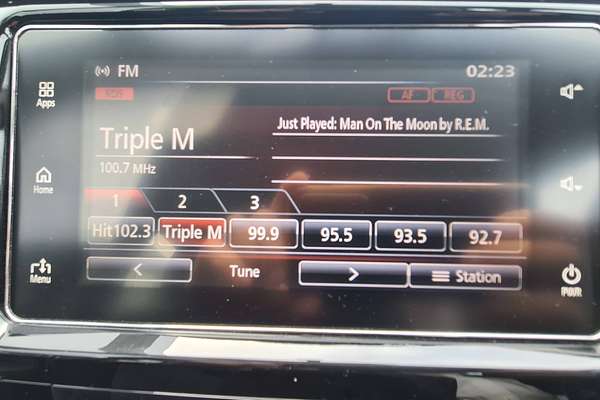 FM 02:23
RDS AF REG
Apps
Triple M
Just Played: Man On The Moon by R.E.M.
100.7 MHz
Home
1 2 3
Hit102.3 Triple M 99.9 95.5 93.5 92.7
Menu
< Tune > Station
PWR